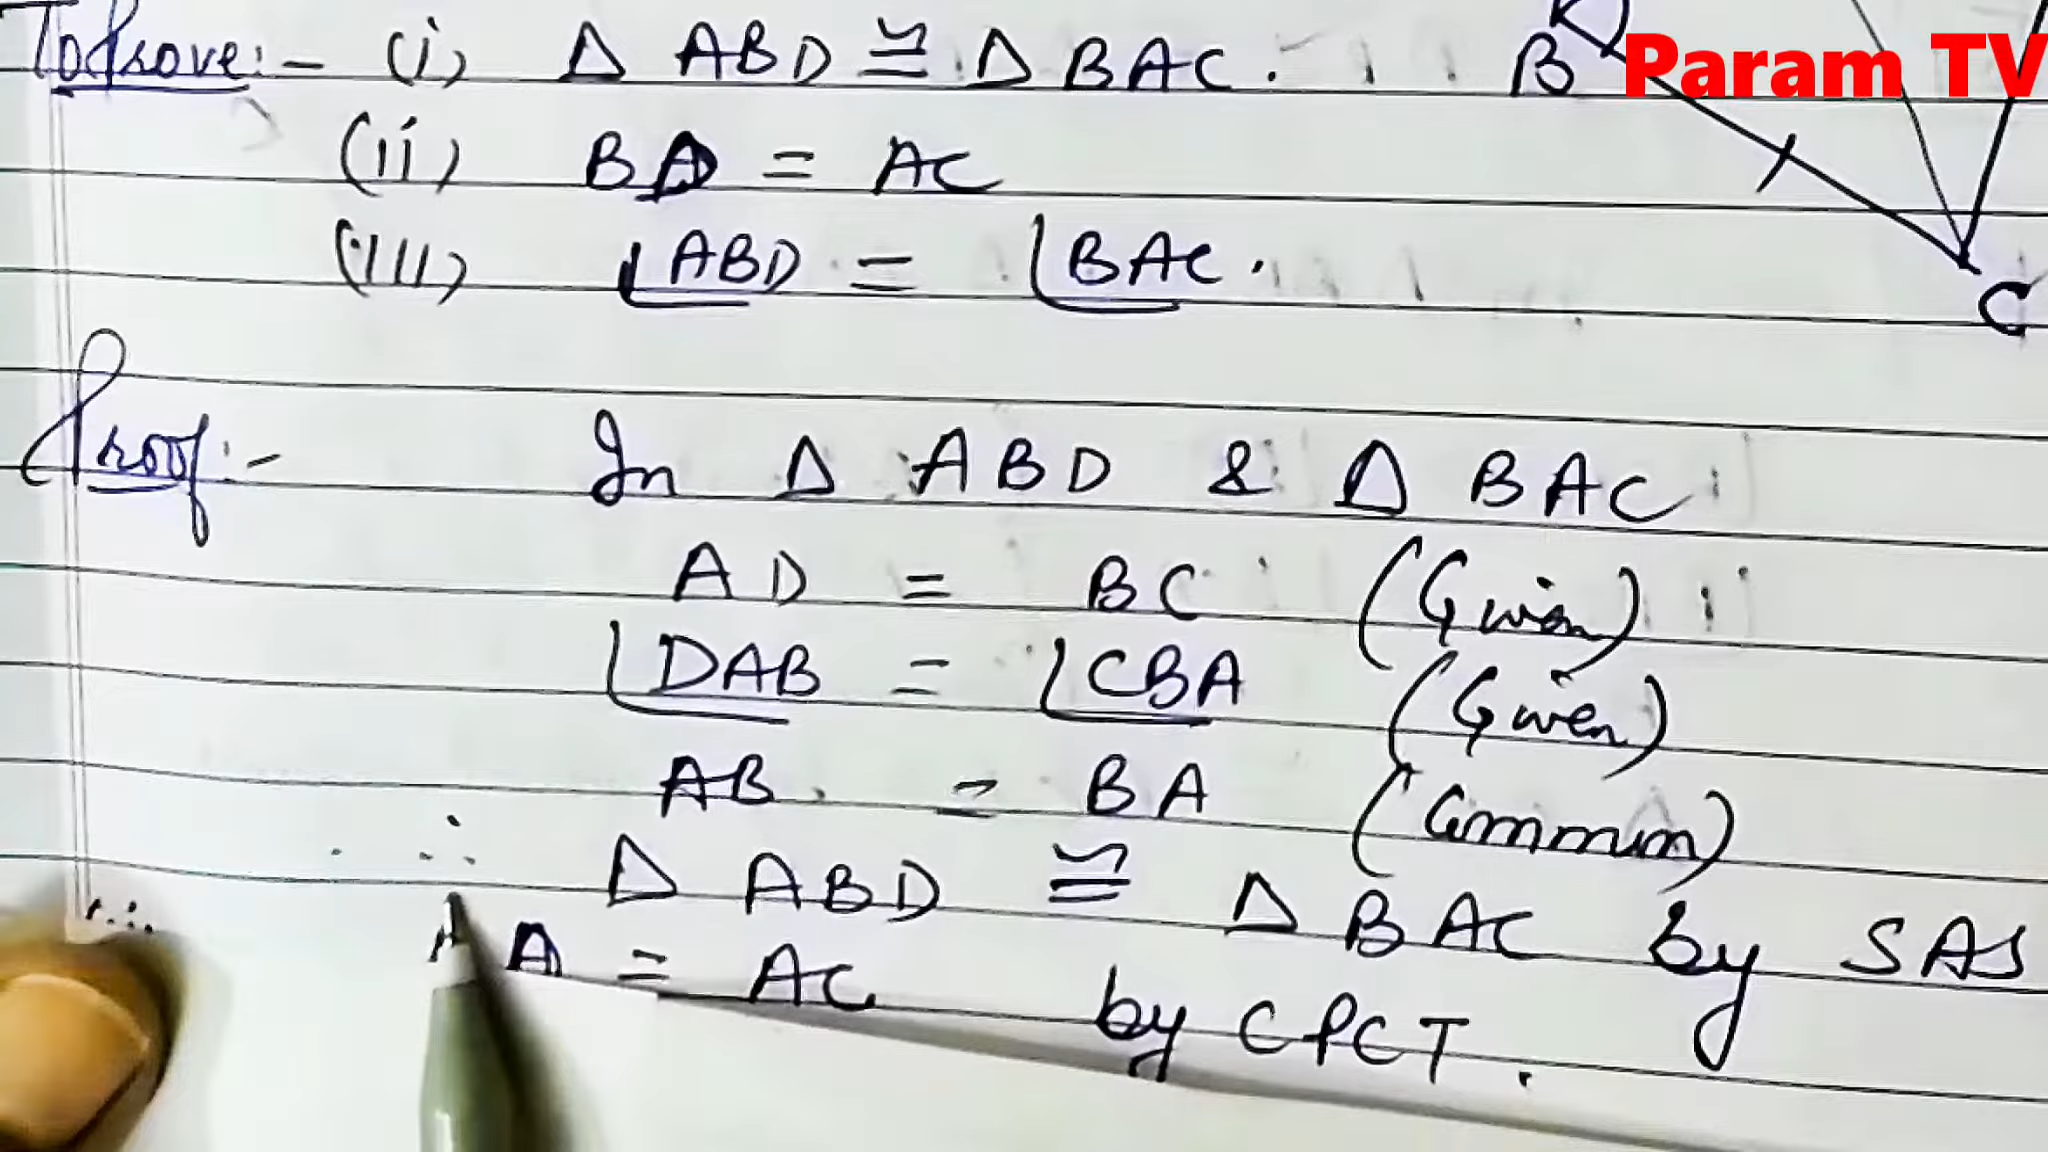 To Prove:- (i) Δ ABD ≅ Δ BAC.
B
Param TV
(ii) BD = AC
(iii) ∠ABD = ∠BAC.
C
Proof:- In Δ ABD & Δ BAC
AD = BC (Given)
∠DAB = ∠CBA (Given)
AB = BA (Common)
∴ Δ ABD ≅ Δ BAC by SAS
= AC by CPCT.